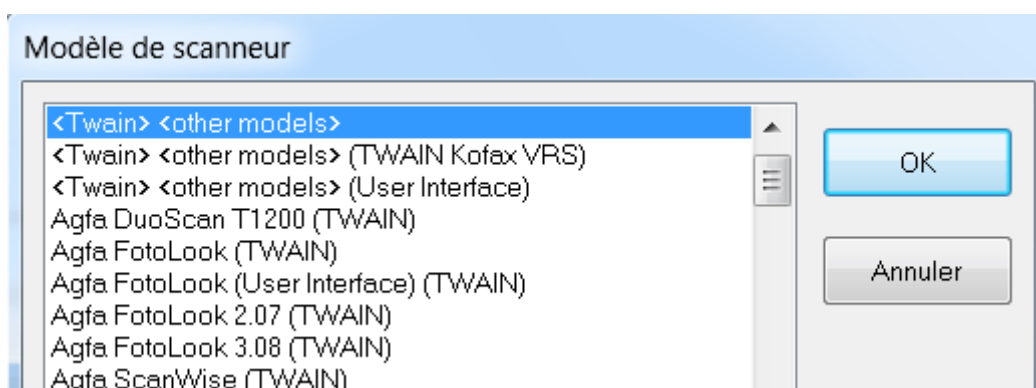 Modèle de scanneur
<Twain> <other models>
<Twain> <other models> (TWAIN Kofax VRS)
<Twain> <other models> (User Interface)
Agfa DuoScan T1200 (TWAIN)
Agfa FotoLook (TWAIN)
Agfa FotoLook (User Interface) (TWAIN)
Agfa FotoLook 2.07 (TWAIN)
Agfa FotoLook 3.08 (TWAIN)
Agfa ScanWise (TWAIN)
OK
Annuler